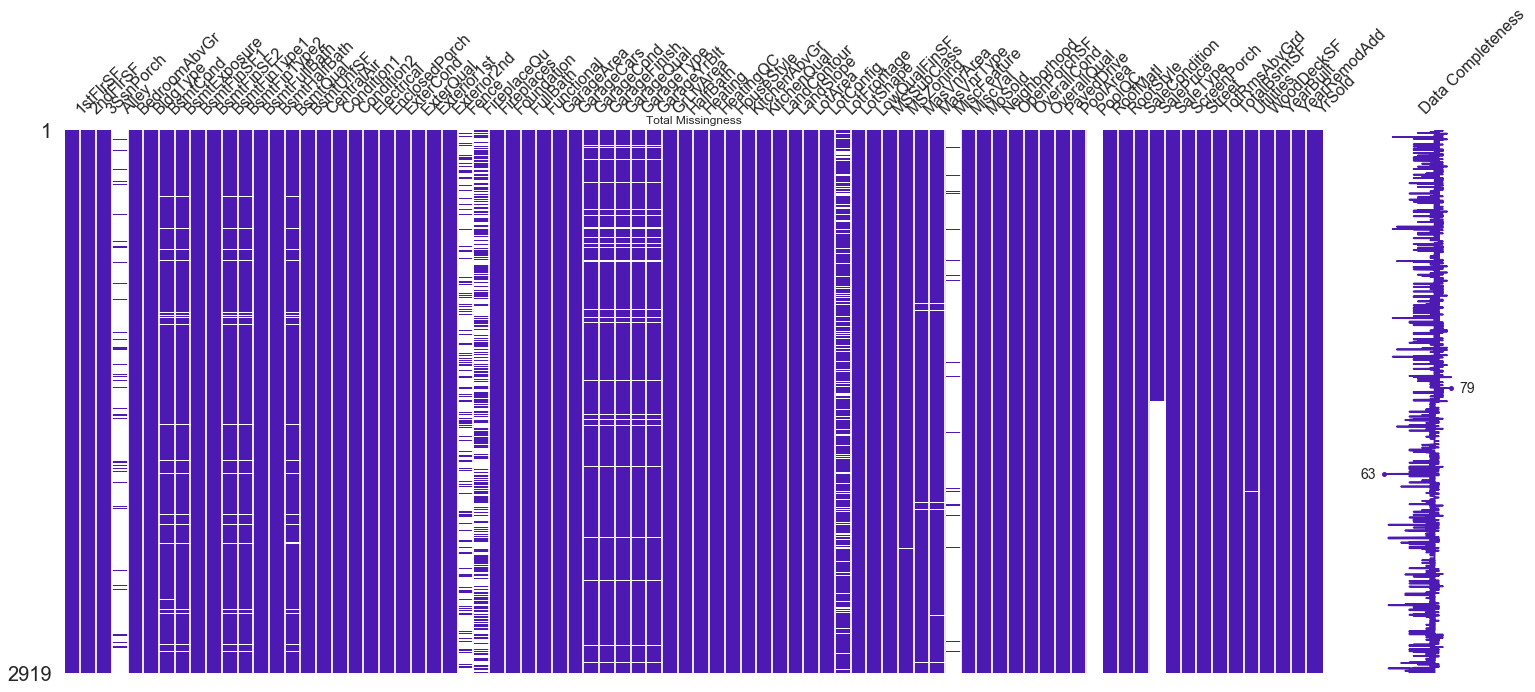 1stFlrSF
2ndFlrSF
3SsnPorch
Alley
BedroomAbvGr
BldgType
BsmtCond
BsmtExposure
BsmtFinSF1
BsmtFinSF2
BsmtFinType1
BsmtFinType2
BsmtFullBath
BsmtHalfBath
BsmtQual
BsmtUnfSF
CentralAir
Condition1
Condition2
Electrical
EnclosedPorch
ExterCond
ExterQual
Exterior1st
Exterior2nd
Fence
FireplaceQu
Fireplaces
Foundation
FullBath
Functional
GarageArea
GarageCars
GarageCond
GarageFinish
GarageQual
GarageType
GarageYrBlt
GrLivArea
HalfBath
Heating
HeatingQC
HouseStyle
KitchenAbvGr
KitchenQual
LandContour
LandSlope
LotArea
LotConfig
LotFrontage
LotShape
LowQualFinSF
MSSubClass
MSZoning
MasVnrArea
MasVnrType
MiscFeature
MiscVal
MoSold
Neighborhood
OpenPorchSF
OverallCond
OverallQual
PavedDrive
PoolArea
PoolQC
RoofMatl
RoofStyle
SaleCondition
SalePrice
SaleType
ScreenPorch
Street
TotRmsAbvGrd
TotalBsmtSF
Utilities
WoodDeckSF
YearBuilt
YearRemodAdd
YrSold
Data Completeness
Total Missingness
1
79
63
2919